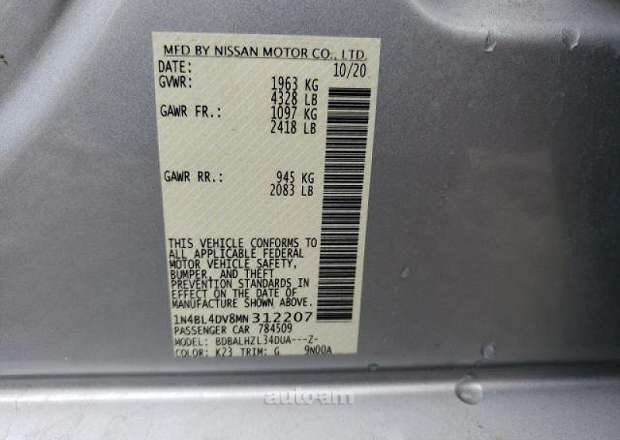 MFD BY NISSAN MOTOR CO., LTD.
DATE: 10/20
GVWR: 1963 KG
4328 LB
GAWR FR.: 1097 KG
2418 LB
GAWR RR.: 945 KG
2083 LB
THIS VEHICLE CONFORMS TO
ALL APPLICABLE FEDERAL
MOTOR VEHICLE SAFETY,
BUMPER, AND THEFT
PREVENTION STANDARDS IN
EFFECT ON THE DATE OF
MANUFACTURE SHOWN ABOVE.
1N4BL4DV8MN312207
PASSENGER CAR 784509
MODEL: BDBALHZL34DUA---Z-
COLOR: K23 TRIM: G 9N00A
auto.am